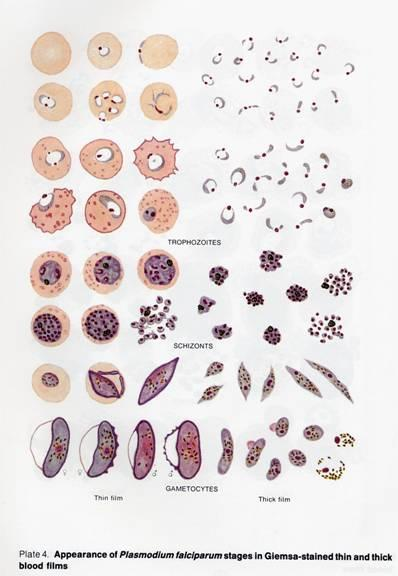 TROPHOZOITES
SCHIZONTS
♀ ♀ ♂ ♂
GAMETOCYTES
Thin film Thick film
Plate 4. Appearance of Plasmodium falciparum stages in Giemsa-stained thin and thick
blood films